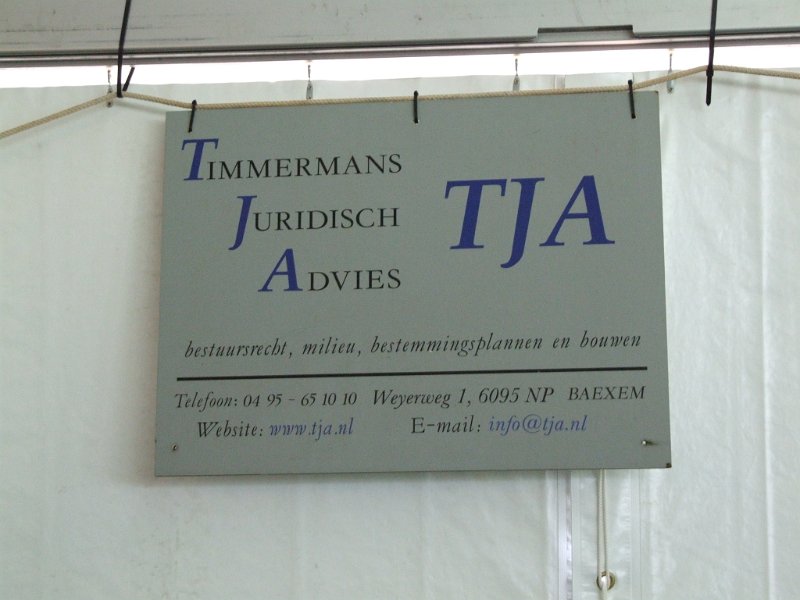 TIMMERMANS
JURIDISCH
ADVIES
TJA
bestuursrecht, milieu, bestemmingsplannen en bouwen
Telefoon: 04 95 - 65 10 10 Weyerweg 1, 6095 NP BAEXEM
Website: www.tja.nl E-mail: info@tja.nl